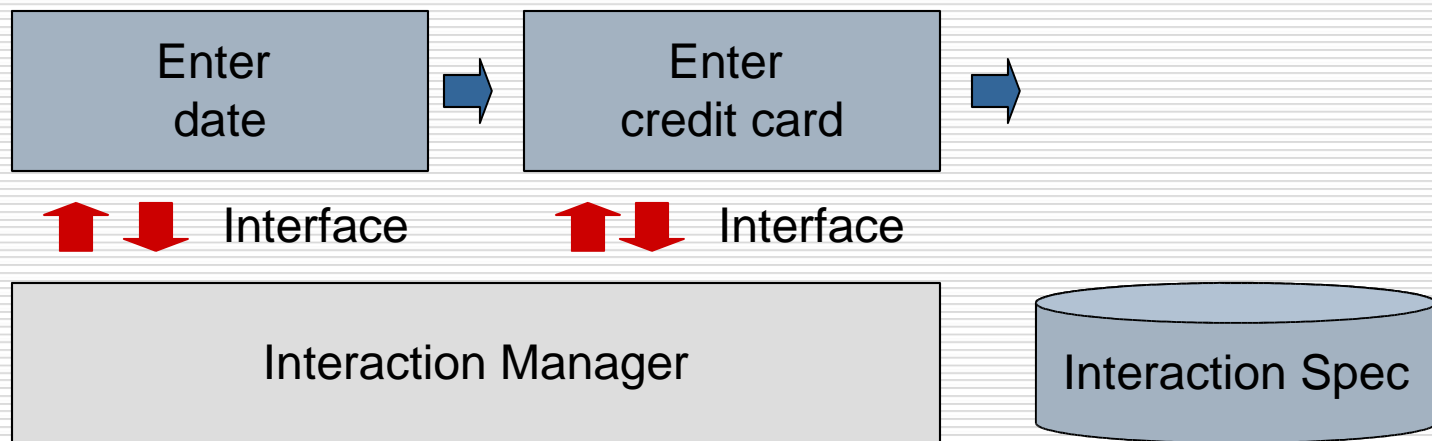 Enter
date
Enter
credit card
Interface
Interface
Interaction Manager
Interaction Spec